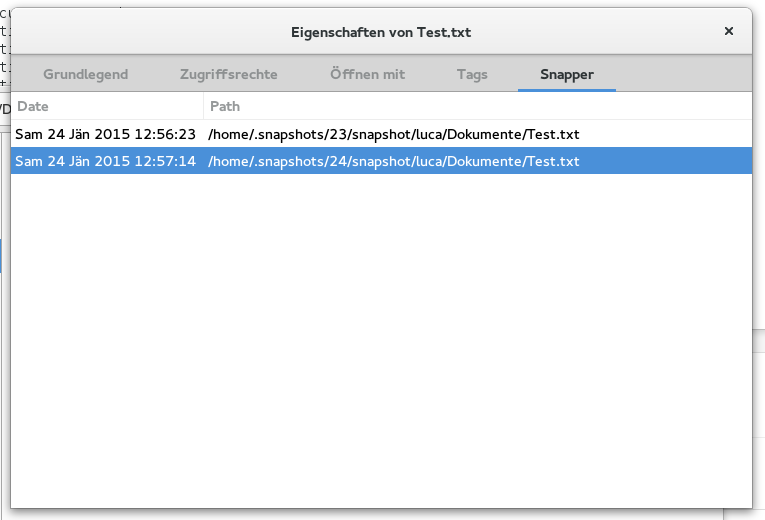 Eigenschaften von Test.txt
Grundlegend Zugriffsrechte Öffnen mit Tags Snapper
Date Path
Sam 24 Jän 2015 12:56:23 /home/.snapshots/23/snapshot/luca/Dokumente/Test.txt
Sam 24 Jän 2015 12:57:14 /home/.snapshots/24/snapshot/luca/Dokumente/Test.txt